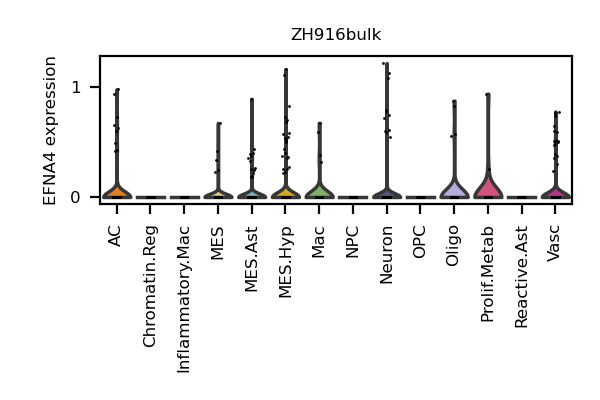 ZH916bulk
EFNA4 expression
1
0
AC
Chromatin.Reg
Inflammatory.Mac
MES
MES.Ast
MES.Hyp
Mac
NPC
Neuron
OPC
Oligo
Prolif.Metab
Reactive.Ast
Vasc